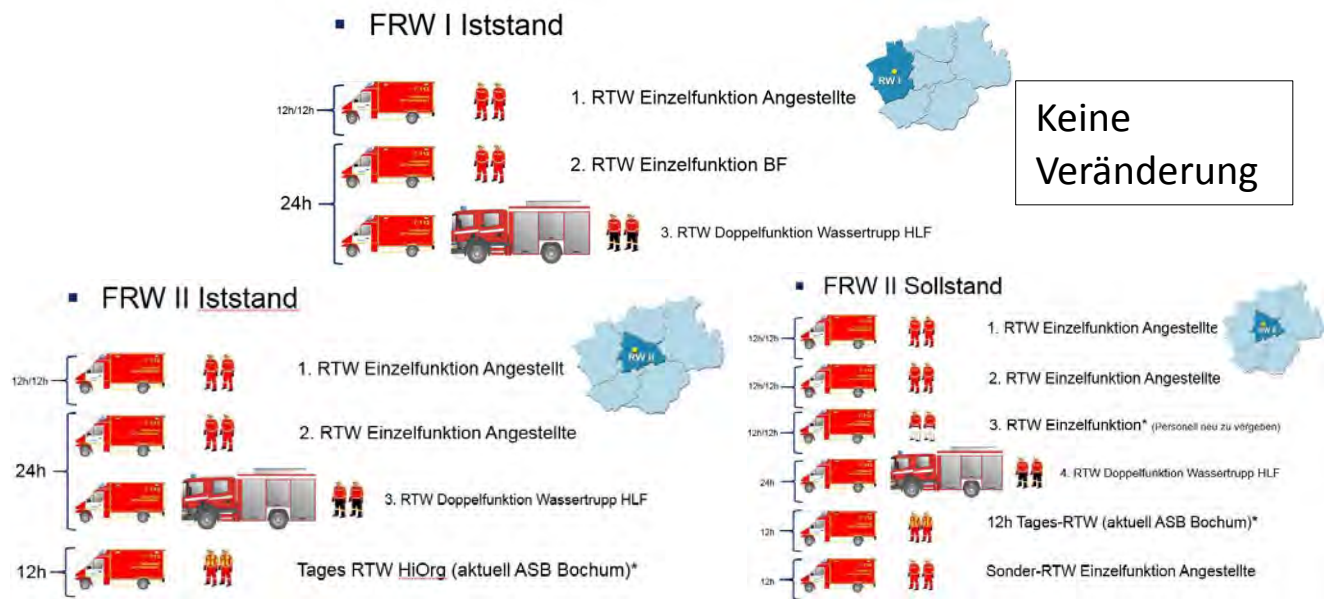 FRW I Iststand
RW I
12h/12h
1. RTW Einzelfunktion Angestellte
24h
2. RTW Einzelfunktion BF
3. RTW Doppelfunktion Wassertrupp HLF
Keine
Veränderung
FRW II Iststand
RW II
12h/12h
1. RTW Einzelfunktion Angestellt
24h
2. RTW Einzelfunktion Angestellte
3. RTW Doppelfunktion Wassertrupp HLF
12h
Tages RTW HiOrg (aktuell ASB Bochum)*
FRW II Sollstand
12h/12h
1. RTW Einzelfunktion Angestellte
12h/12h
2. RTW Einzelfunktion Angestellte
12h/12h
3. RTW Einzelfunktion* (Personell neu zu vergeben)
24h
4. RTW Doppelfunktion Wassertrupp HLF
12h
12h Tages-RTW (aktuell ASB Bochum)*
12h
Sonder-RTW Einzelfunktion Angestellte